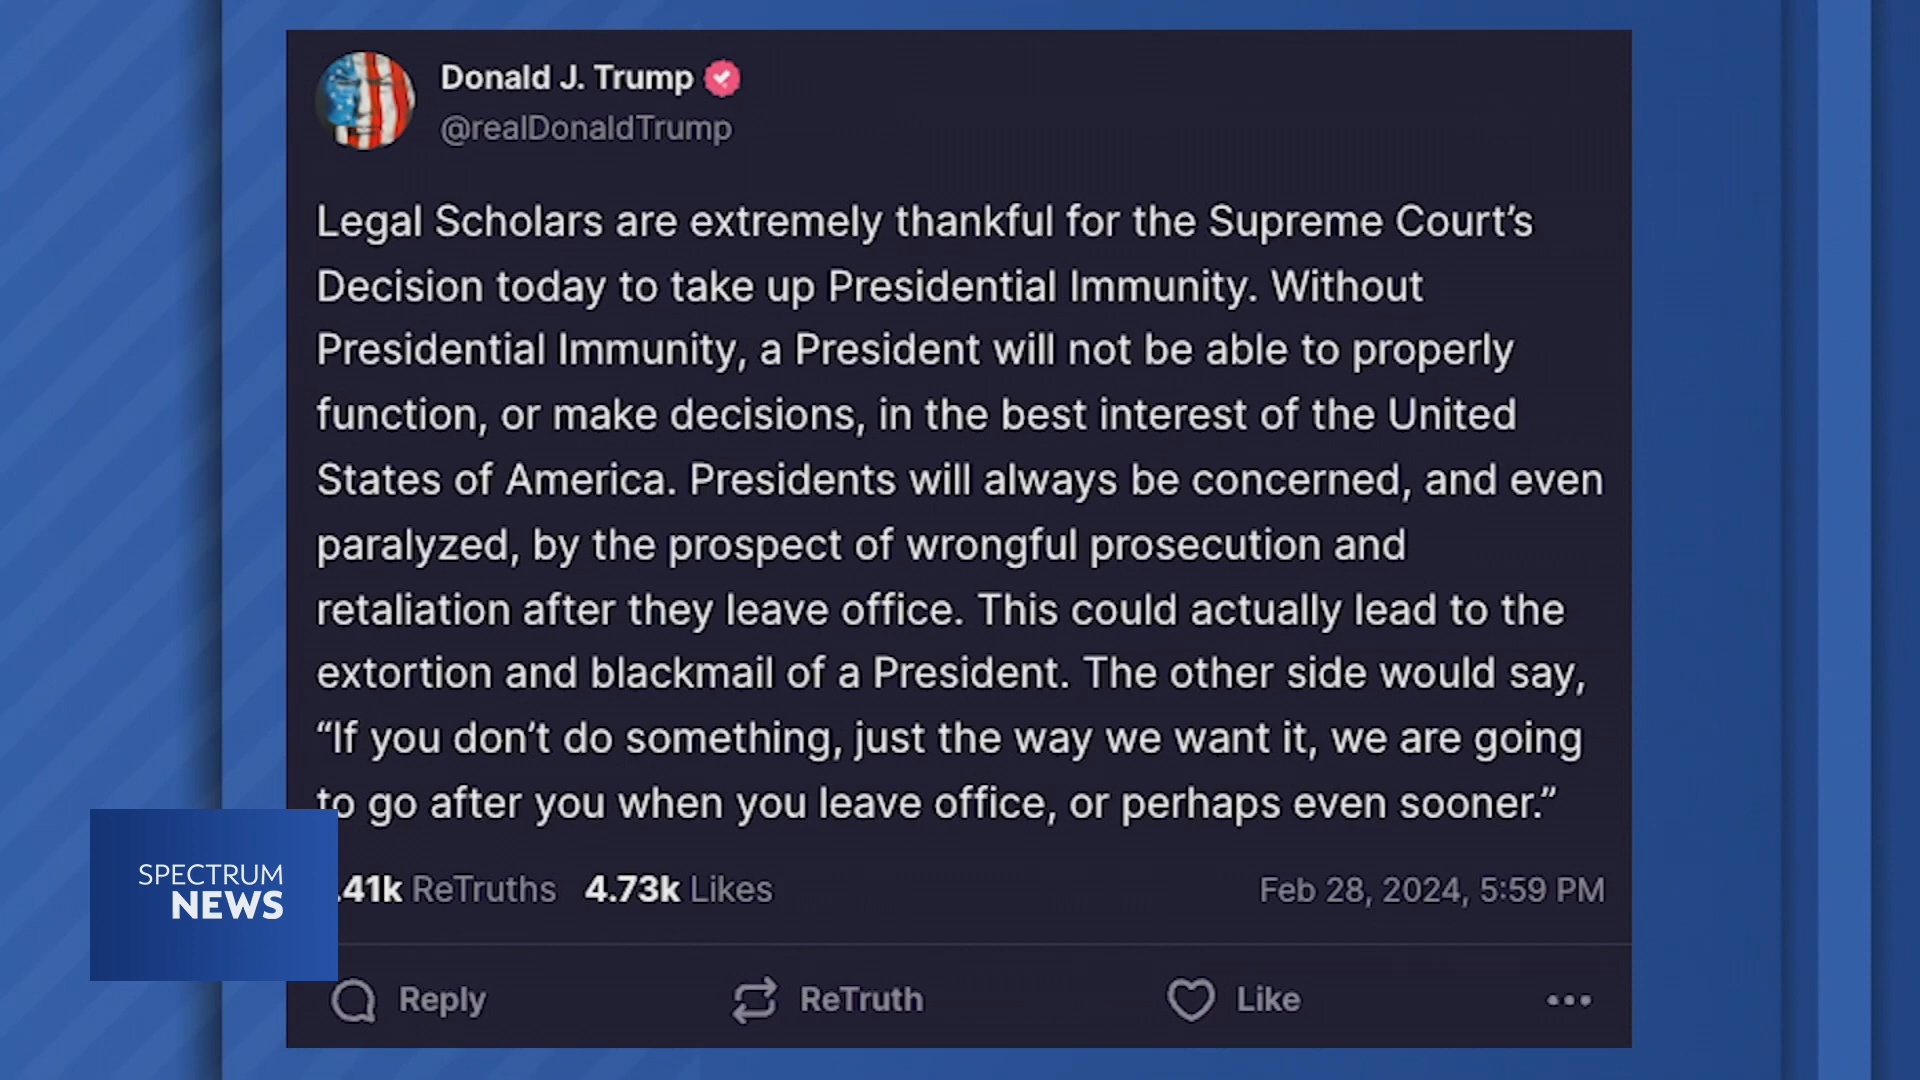 Donald J. Trump
@realDonaldTrump
Legal Scholars are extremely thankful for the Supreme Court’s
Decision today to take up Presidential Immunity. Without
Presidential Immunity, a President will not be able to properly
function, or make decisions, in the best interest of the United
States of America. Presidents will always be concerned, and even
paralyzed, by the prospect of wrongful prosecution and
retaliation after they leave office. This could actually lead to the
extortion and blackmail of a President. The other side would say,
“If you don’t do something, just the way we want it, we are going
to go after you when you leave office, or perhaps even sooner.”
.41k ReTruths 4.73k Likes Feb 28, 2024, 5:59 PM
SPECTRUM
NEWS
Reply ReTruth Like